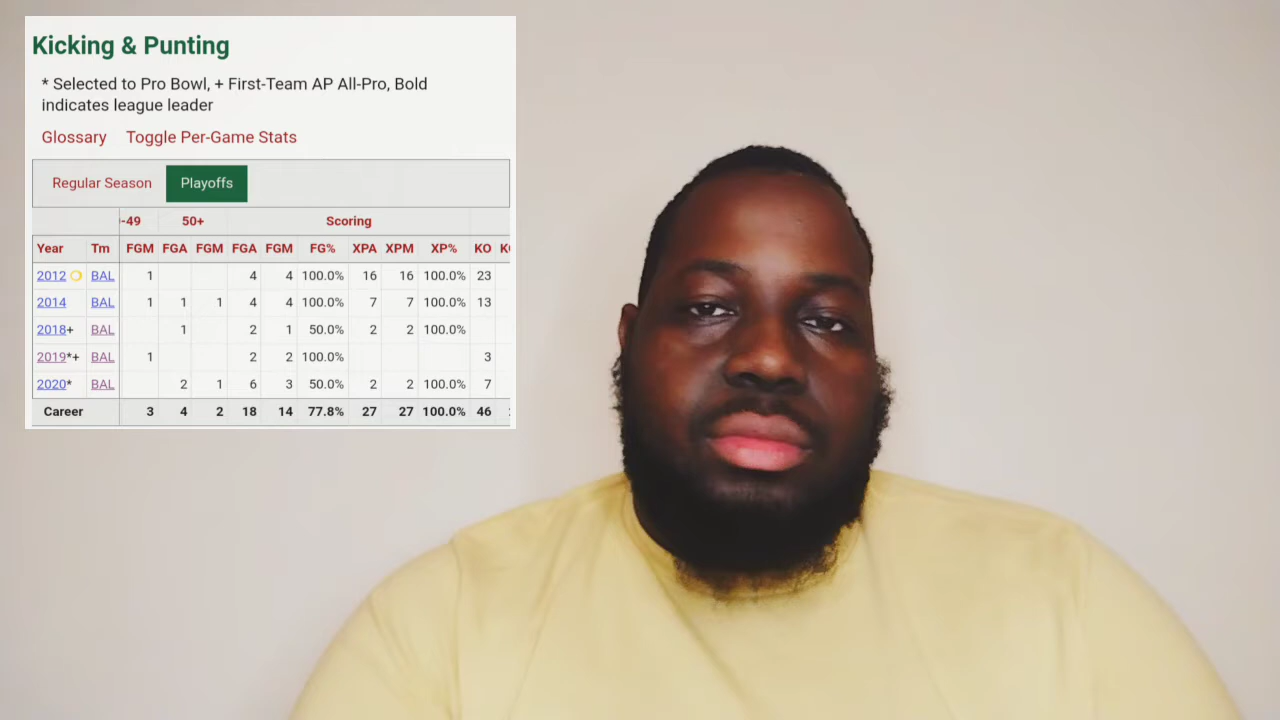 Kicking & Punting
* Selected to Pro Bowl, + First-Team AP All-Pro, Bold
indicates league leader
Glossary Toggle Per-Game Stats
Regular Season Playoffs
-49 50+ Scoring
Year Tm FGM FGA FGM FGA FGM FG% XPA XPM XP% KO
2012 BAL 1 4 4 100.0% 16 16 100.0% 23
2014 BAL 1 1 1 4 4 100.0% 7 7 100.0% 13
2018+ BAL 1 2 1 50.0% 2 2 100.0%
2019*+ BAL 1 2 2 100.0% 3
2020* BAL 2 1 6 3 50.0% 2 2 100.0% 7
Career 3 4 2 18 14 77.8% 27 27 100.0% 46